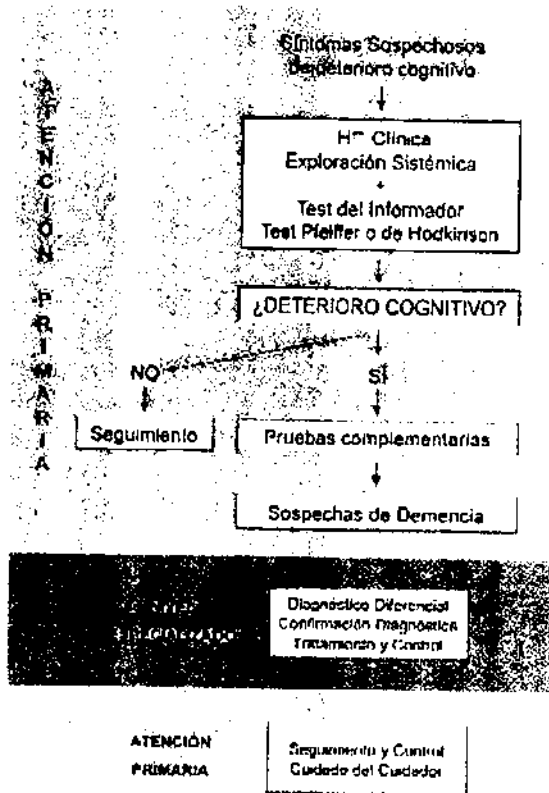 ATENCIÓN PRIMARIA
Síntomas Sospechosos
de deterioro cognitivo
Hª Clínica
Exploración Sistémica
+
Test del Informador
Test Pfeiffer o de Hodkinson
¿DETERIORO COGNITIVO?
NO
SÍ
Seguimiento
Pruebas complementarias
Sospechas de Demencia
Diagnóstico Diferencial
Confirmación Diagnóstica
Tratamiento y Control
ATENCIÓN
PRIMARIA
Seguimiento y Control
Cuidado del Cuidador